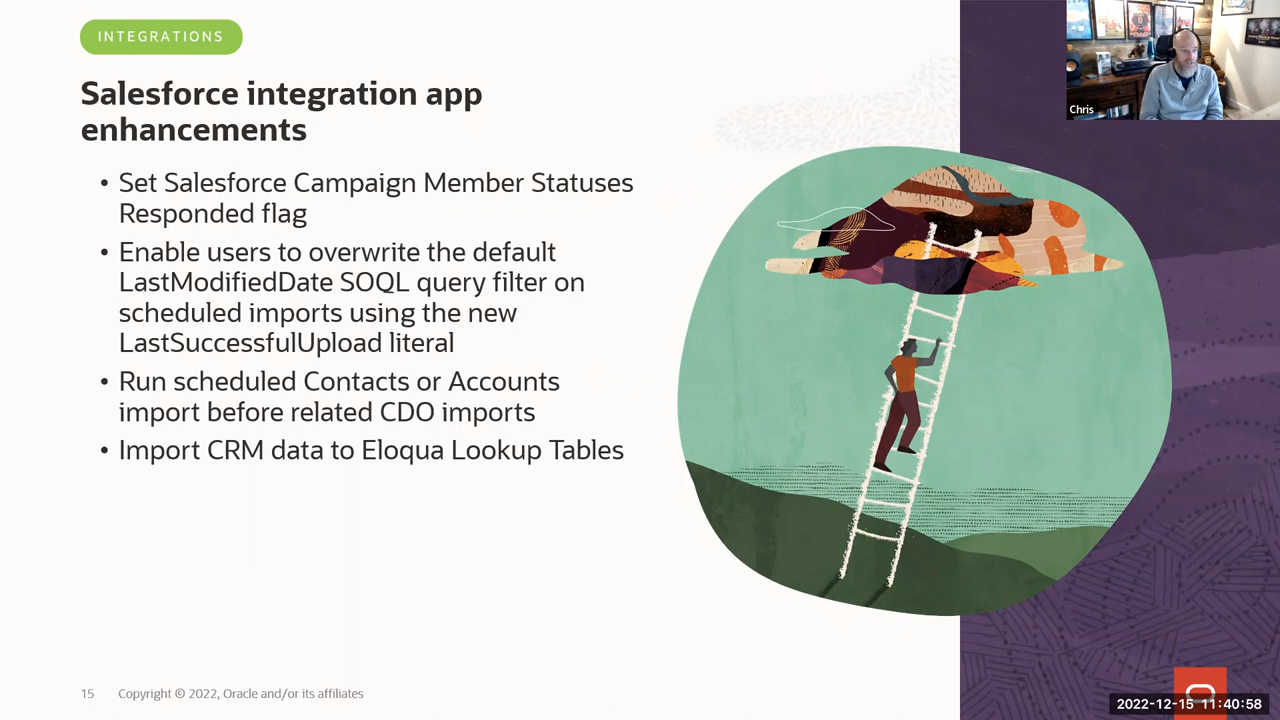 INTEGRATIONS
Salesforce integration app
enhancements
• Set Salesforce Campaign Member Statuses
Responded flag
• Enable users to overwrite the default
LastModifiedDate SOQL query filter on
scheduled imports using the new
LastSuccessfulUpload literal
• Run scheduled Contacts or Accounts
import before related CDO imports
• Import CRM data to Eloqua Lookup Tables
Chris
15 Copyright © 2022, Oracle and/or its affiliates
2022-12-15 11:40:58